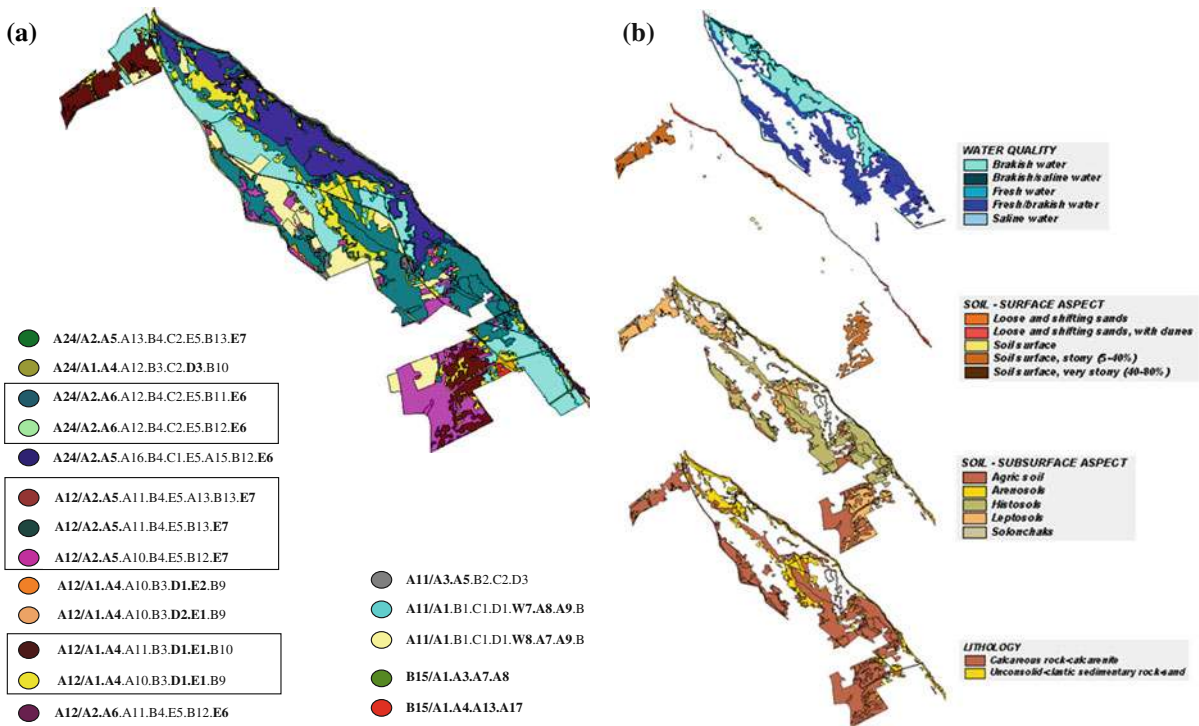 (a)
A24/A2.A5.A13.B4.C2.E5.B13.E7
A24/A1.A4.A12.B3.C2.D3.B10
A24/A2.A6.A12.B4.C2.E5.B11.E6
A24/A2.A6.A12.B4.C2.E5.B12.E6
A24/A2.A5.A16.B4.C1.E5.A15.B12.E6
A12/A2.A5.A11.B4.E5.A13.B13.E7
A12/A2.A5.A11.B4.E5.B13.E7
A12/A2.A5.A10.B4.E5.B12.E7
A12/A1.A4.A10.B3.D1.E2.B9
A12/A1.A4.A10.B3.D2.E1.B9
A12/A1.A4.A11.B3.D1.E1.B10
A12/A1.A4.A10.B3.D1.E1.B9
A12/A2.A6.A11.B4.E5.B12.E6
A11/A3.A5.B2.C2.D3
A11/A1.B1.C1.D1.W7.A8.A9.B
A11/A1.B1.C1.D1.W8.A7.A9.B
B15/A1.A3.A7.A8
B15/A1.A4.A13.A17
(b)
WATER QUALITY
Brakish water
Brakish/saline water
Fresh water
Fresh/brakish water
Saline water
SOIL - SURFACE ASPECT
Loose and shifting sands
Loose and shifting sands, with dunes
Soil surface
Soil surface, stony (5-40%)
Soil surface, very stony (40-80%)
SOIL - SUBSURFACE ASPECT
Agric soil
Arenosols
Histosols
Leptosols
Solonchaks
LITHOLOGY
Calcareous rock-calcarenite
Unconsolid-clastic sedimentary rock-sand